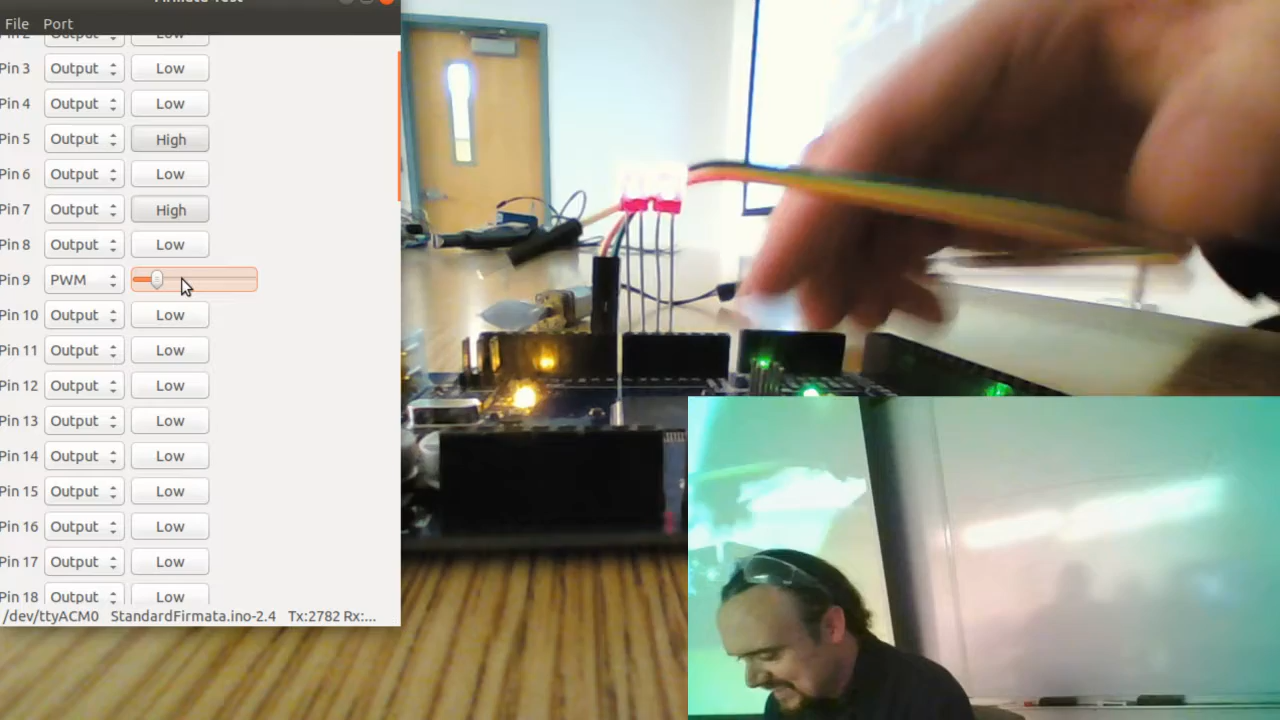 Firmata Test
File Port
Pin 2 Output Low
Pin 3 Output Low
Pin 4 Output Low
Pin 5 Output High
Pin 6 Output Low
Pin 7 Output High
Pin 8 Output Low
Pin 9 PWM
Pin 10 Output Low
Pin 11 Output Low
Pin 12 Output Low
Pin 13 Output Low
Pin 14 Output Low
Pin 15 Output Low
Pin 16 Output Low
Pin 17 Output Low
Pin 18 Output Low
/dev/ttyACM0 StandardFirmata.ino-2.4 Tx:2782 Rx:...